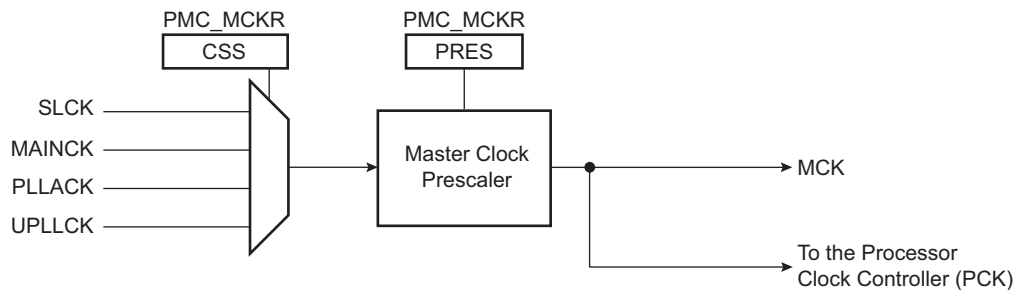 PMC_MCKR
PMC_MCKR
CSS
PRES
SLCK
MAINCK
PLLACK
UPLLCK
Master Clock
Prescaler
MCK
To the Processor
Clock Controller (PCK)